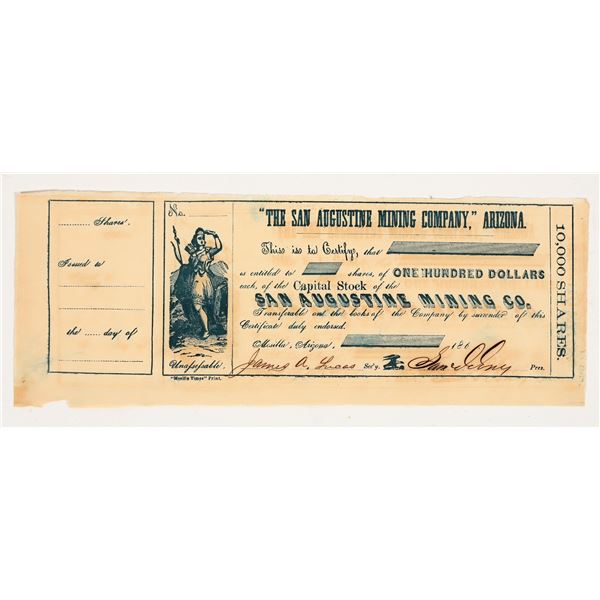 Shares.
Issued to
the ...... day of
No.
Unassessable.
"Mesilla Times" Print.
"THE SAN AUGUSTINE MINING COMPANY," ARIZONA.
This is to Certify, that
is entitled to shares, of ONE HUNDRED DOLLARS
each, of the Capital Stock of the
SAN AUGUSTINE MINING CO.
Transferable on the books of the Company by surrender of this
Certificate duly endorsed.
Mesilla, Arizona, 186
James A. Lucas Sec'y. Pres.
10,000 SHARES.